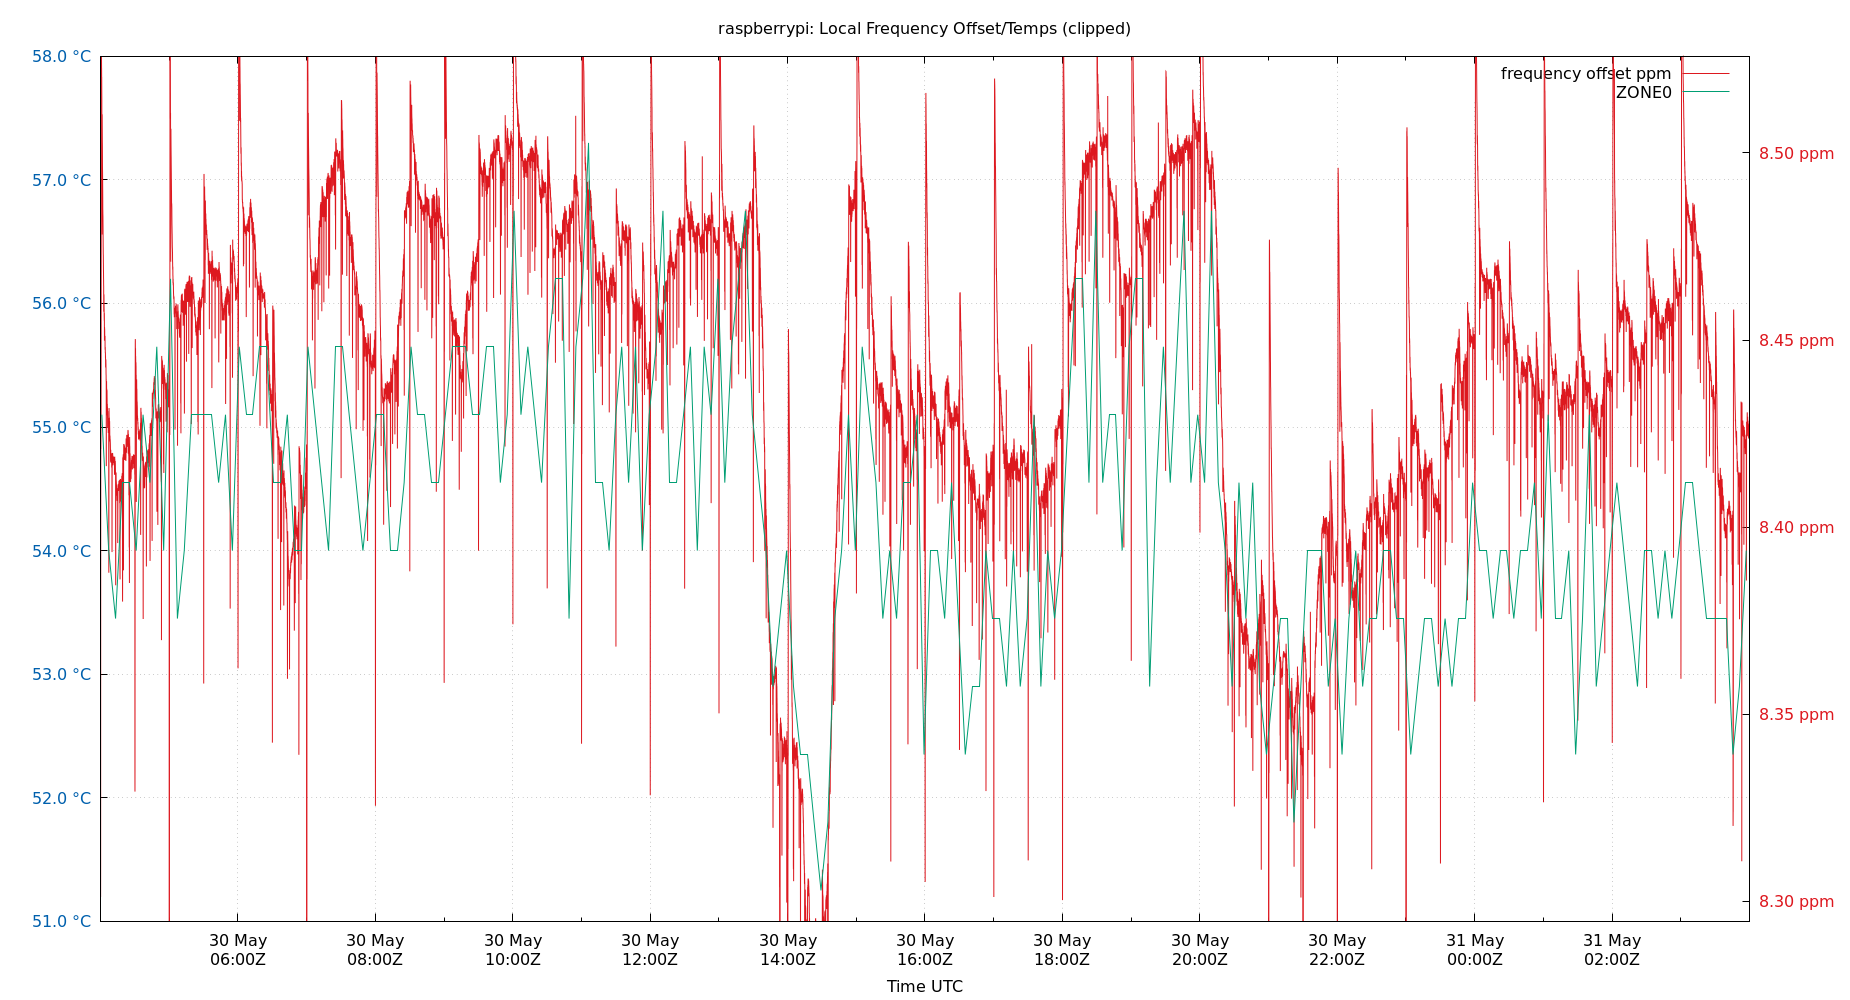 raspberrypi: Local Frequency Offset/Temps (clipped)
58.0 °C
57.0 °C
56.0 °C
55.0 °C
54.0 °C
53.0 °C
52.0 °C
51.0 °C
frequency offset ppm
ZONE0
8.50 ppm
8.45 ppm
8.40 ppm
8.35 ppm
8.30 ppm
30 May 30 May 30 May 30 May 30 May 30 May 30 May 30 May 30 May 31 May 31 May
06:00Z 08:00Z 10:00Z 12:00Z 14:00Z 16:00Z 18:00Z 20:00Z 22:00Z 00:00Z 02:00Z
Time UTC